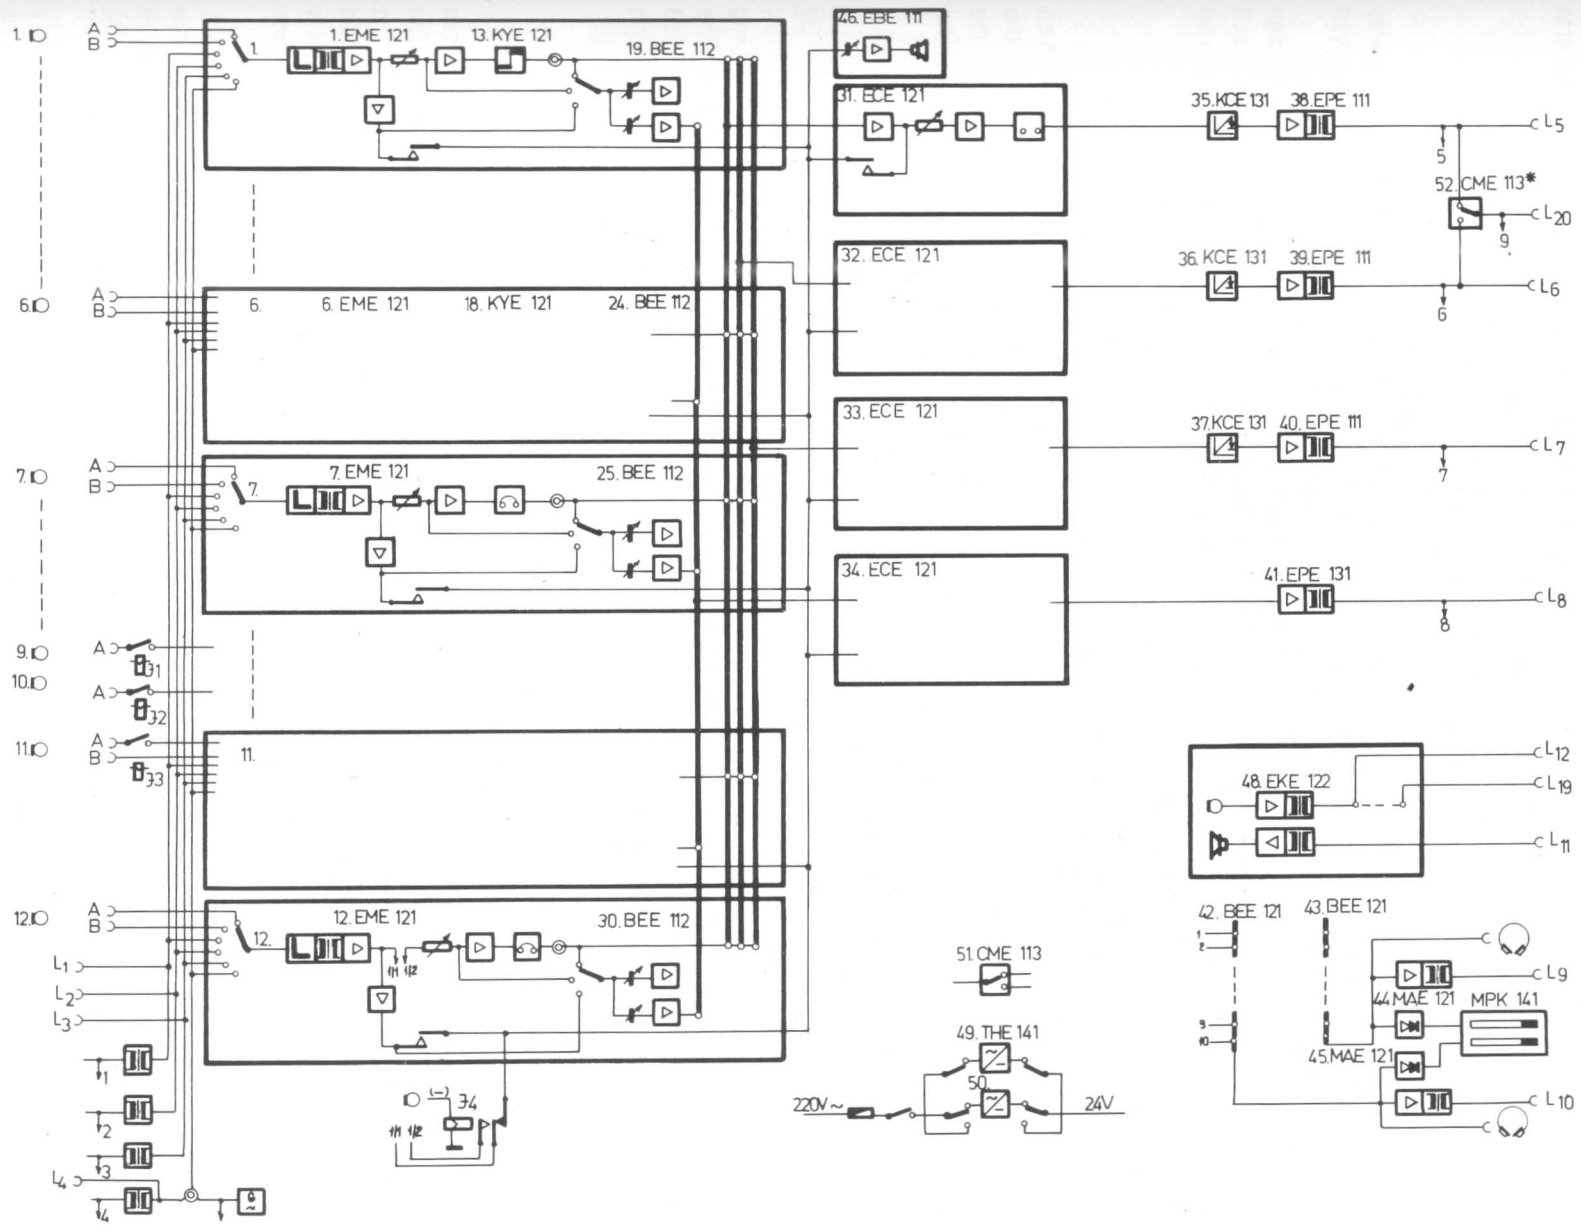 1.
A
B
1.
1. EME 121
13. KYE 121
19. BEE 112
46. EBE 111
31. ECE 121
35. KCE 131
38. EPE 111
L5
5
52. CME 113*
L20
9
6.
A
B
6.
6. EME 121
18. KYE 121
24. BEE 112
32. ECE 121
36. KCE 131
39. EPE 111
L6
6
33. ECE 121
37. KCE 131
40. EPE 111
L7
7
7.
A
B
7.
7. EME 121
25. BEE 112
34. ECE 121
41. EPE 131
L8
8
9.
A
J1
10.
A
J2
11.
A
B
J3
11.
48. EKE 122
L12
L19
L11
12.
A
B
12.
12. EME 121
1/1 1/2
30. BEE 112
L1
L2
L3
51. CME 113
49. THE 141
50.
220V~
24V
42. BEE 121
1
2
9
10
43. BEE 121
L9
44. MAE 121
MPK 141
45. MAE 121
L10
1
2
3
L4
4
(-)
J4
1/1 1/2